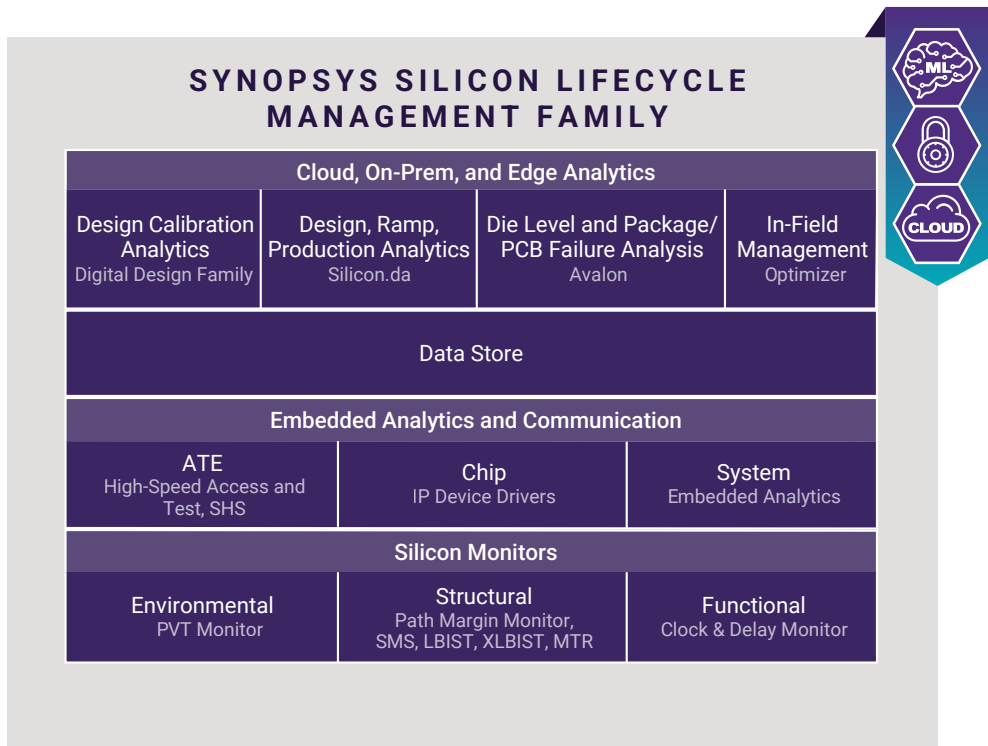 SYNOPSYS SILICON LIFECYCLE
MANAGEMENT FAMILY
ML
CLOUD
Cloud, On-Prem, and Edge Analytics
Design Calibration
Analytics
Digital Design Family
Design, Ramp,
Production Analytics
Silicon.da
Die Level and Package/
PCB Failure Analysis
Avalon
In-Field
Management
Optimizer
Data Store
Embedded Analytics and Communication
ATE
High-Speed Access and
Test, SHS
Chip
IP Device Drivers
System
Embedded Analytics
Silicon Monitors
Environmental
PVT Monitor
Structural
Path Margin Monitor,
SMS, LBIST, XLBIST, MTR
Functional
Clock & Delay Monitor